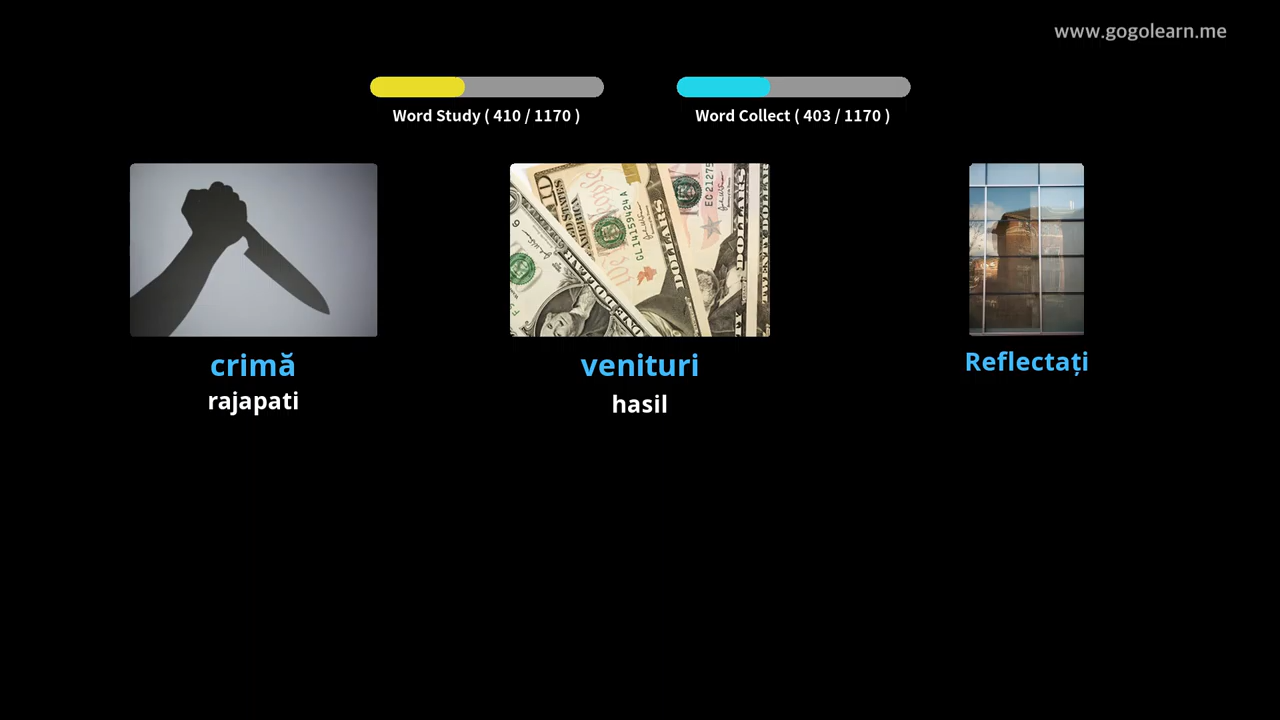 www.gogolearn.me
Word Study ( 410 / 1170 )
Word Collect ( 403 / 1170 )
crimă
rajapati
venituri
hasil
Reflectați